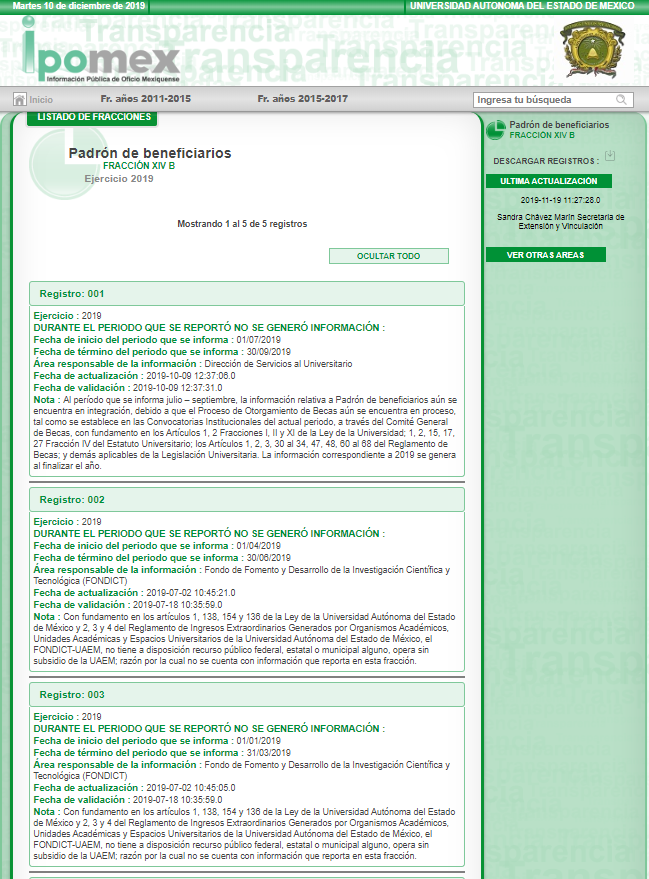 Martes 10 de diciembre de 2019
UNIVERSIDAD AUTONOMA DEL ESTADO DE MEXICO
ipomex
Información Pública de Oficio Mexiquense
Inicio
Fr. años 2011-2015
Fr. años 2015-2017
Ingresa tu búsqueda
LISTADO DE FRACCIONES
Padrón de beneficiarios
FRACCIÓN XIV B
Ejercicio 2019
Mostrando 1 al 5 de 5 registros
OCULTAR TODO
Registro: 001
Ejercicio : 2019
DURANTE EL PERIODO QUE SE REPORTÓ NO SE GENERÓ INFORMACIÓN :
Fecha de inicio del periodo que se informa : 01/07/2019
Fecha de término del periodo que se informa : 30/09/2019
Área responsable de la información : Dirección de Servicios al Universitario
Fecha de actualización : 2019-10-09 12:37:06.0
Fecha de validación : 2019-10-09 12:37:31.0
Nota : Al período que se informa julio – septiembre, la información relativa a Padrón de beneficiarios aún se
encuentra en integración, debido a que el Proceso de Otorgamiento de Becas aún se encuentra en proceso,
tal como se establece en las Convocatorias Institucionales del actual periodo, a través del Comité General
de Becas, con fundamento en los Artículos 1, 2 Fracciones I, II y XI de la Ley de la Universidad; 1, 2, 15, 17,
27 Fracción IV del Estatuto Universitario; los Artículos 1, 2, 3, 30 al 34, 47, 48, 60 al 68 del Reglamento de
Becas; y demás aplicables de la Legislación Universitaria. La información correspondiente a 2019 se genera
al finalizar el año.
Registro: 002
Ejercicio : 2019
DURANTE EL PERIODO QUE SE REPORTÓ NO SE GENERÓ INFORMACIÓN :
Fecha de inicio del periodo que se informa : 01/04/2019
Fecha de término del periodo que se informa : 30/06/2019
Área responsable de la información : Fondo de Fomento y Desarrollo de la Investigación Científica y
Tecnológica (FONDICT)
Fecha de actualización : 2019-07-02 10:45:21.0
Fecha de validación : 2019-07-18 10:35:59.0
Nota : Con fundamento en los artículos 1, 138, 154 y 136 de la Ley de la Universidad Autónoma del Estado
de México y 2, 3 y 4 del Reglamento de Ingresos Extraordinarios Generados por Organismos Académicos,
Unidades Académicas y Espacios Universitarios de la Universidad Autónoma del Estado de México, el
FONDICT-UAEM, no tiene a disposición recurso público federal, estatal o municipal alguno, opera sin
subsidio de la UAEM; razón por la cual no se cuenta con información que reporta en esta fracción.
Registro: 003
Ejercicio : 2019
DURANTE EL PERIODO QUE SE REPORTÓ NO SE GENERÓ INFORMACIÓN :
Fecha de inicio del periodo que se informa : 01/01/2019
Fecha de término del periodo que se informa : 31/03/2019
Área responsable de la información : Fondo de Fomento y Desarrollo de la Investigación Científica y
Tecnológica (FONDICT)
Fecha de actualización : 2019-07-02 10:45:05.0
Fecha de validación : 2019-07-18 10:35:59.0
Nota : Con fundamento en los artículos 1, 138, 154 y 136 de la Ley de la Universidad Autónoma del Estado
de México y 2, 3 y 4 del Reglamento de Ingresos Extraordinarios Generados por Organismos Académicos,
Unidades Académicas y Espacios Universitarios de la Universidad Autónoma del Estado de México, el
FONDICT-UAEM, no tiene a disposición recurso público federal, estatal o municipal alguno, opera sin
subsidio de la UAEM; razón por la cual no se cuenta con información que reporta en esta fracción.
Padrón de beneficiarios
FRACCIÓN XIV B
DESCARGAR REGISTROS :
ULTIMA ACTUALIZACIÓN
2019-11-19 11:27:28.0
Sandra Chávez Marín Secretaria de
Extensión y Vinculación
VER OTRAS AREAS